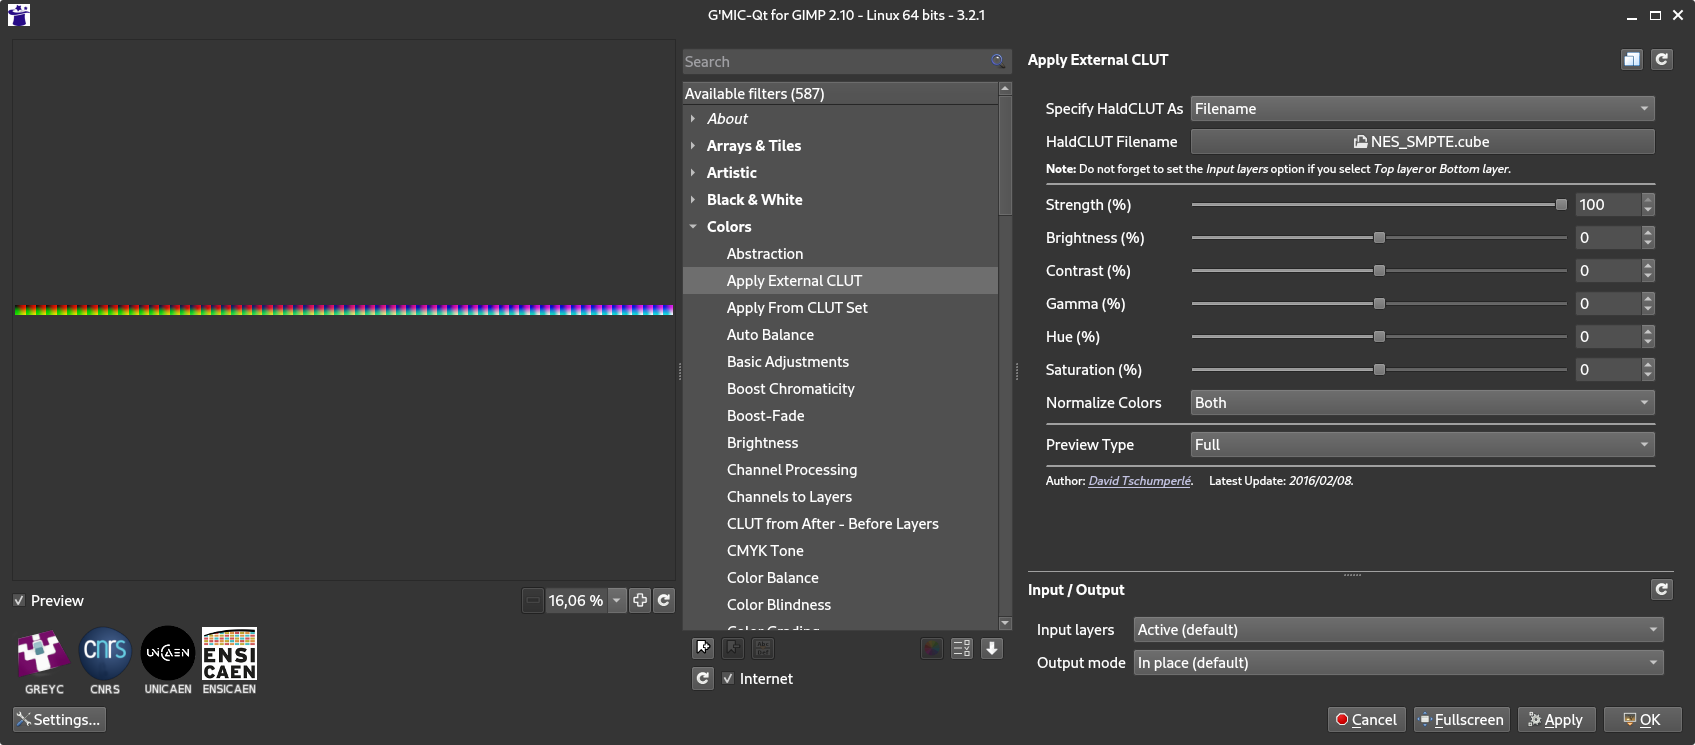 G'MIC-Qt for GIMP 2.10 - Linux 64 bits - 3.2.1
Search
Available filters (587)
About
Arrays & Tiles
Artistic
Black & White
Colors
Abstraction
Apply External CLUT
Apply From CLUT Set
Auto Balance
Basic Adjustments
Boost Chromaticity
Boost-Fade
Brightness
Channel Processing
Channels to Layers
CLUT from After - Before Layers
CMYK Tone
Color Balance
Color Blindness
Color Grading
Internet
Preview
16,06 %
GREYC
cnrs
CNRS
UNICAEN
UNICAEN
ENSI
CAEN
ENSICAEN
Settings...
Apply External CLUT
Specify HaldCLUT As Filename
HaldCLUT Filename NES_SMPTE.cube
Note: Do not forget to set the Input layers option if you select Top layer or Bottom layer.
Strength (%) 100
Brightness (%) 0
Contrast (%) 0
Gamma (%) 0
Hue (%) 0
Saturation (%) 0
Normalize Colors Both
Preview Type Full
Author: David Tschumperlé. Latest Update: 2016/02/08.
Input / Output
Input layers Active (default)
Output mode In place (default)
Cancel Fullscreen Apply OK